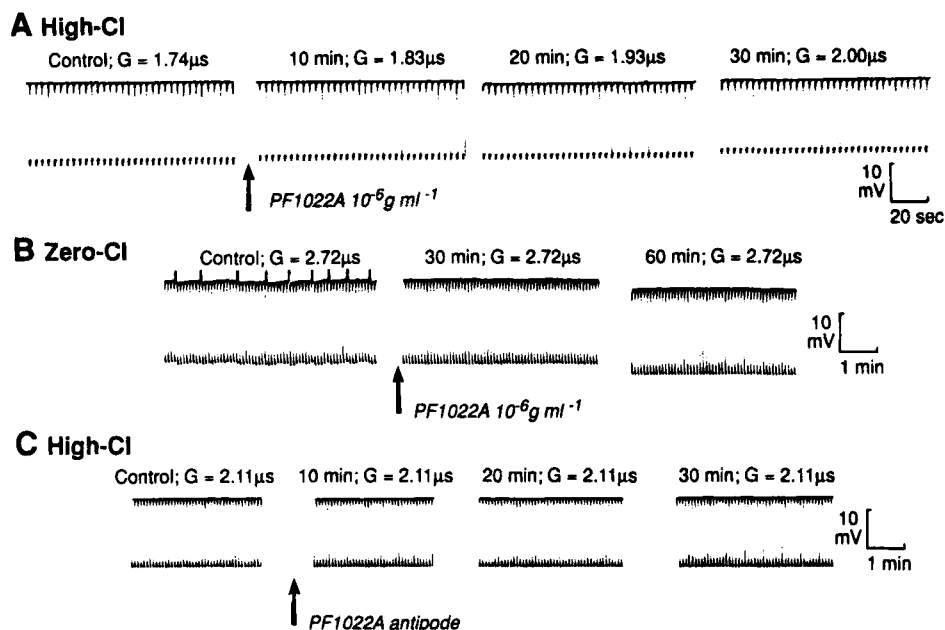 A High-Cl
Control; G = 1.74µs 10 min; G = 1.83µs 20 min; G = 1.93µs 30 min; G = 2.00µs
10 mV
20 sec
PF1022A 10⁻⁶g ml⁻¹
B Zero-Cl
Control; G = 2.72µs 30 min; G = 2.72µs 60 min; G = 2.72µs
10 mV
1 min
PF1022A 10⁻⁶g ml⁻¹
C High-Cl
Control; G = 2.11µs 10 min; G = 2.11µs 20 min; G = 2.11µs 30 min; G = 2.11µs
10 mV
1 min
PF1022A antipode